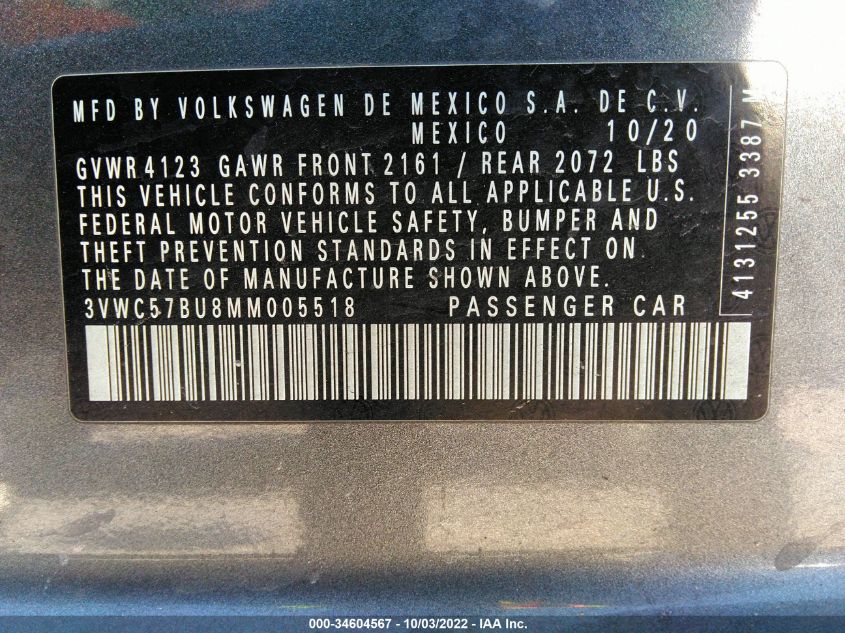 MFD BY VOLKSWAGEN DE MEXICO S.A. DE C.V.
MEXICO 10/20
GVWR 4123 GAWR FRONT 2161 / REAR 2072 LBS
THIS VEHICLE CONFORMS TO ALL APPLICABLE U.S.
FEDERAL MOTOR VEHICLE SAFETY, BUMPER AND
THEFT PREVENTION STANDARDS IN EFFECT ON
THE DATE OF MANUFACTURE SHOWN ABOVE.
3VWC57BU8MM005518 PASSENGER CAR
4131255 3387 M
000-34604567 - 10/03/2022 - IAA Inc.